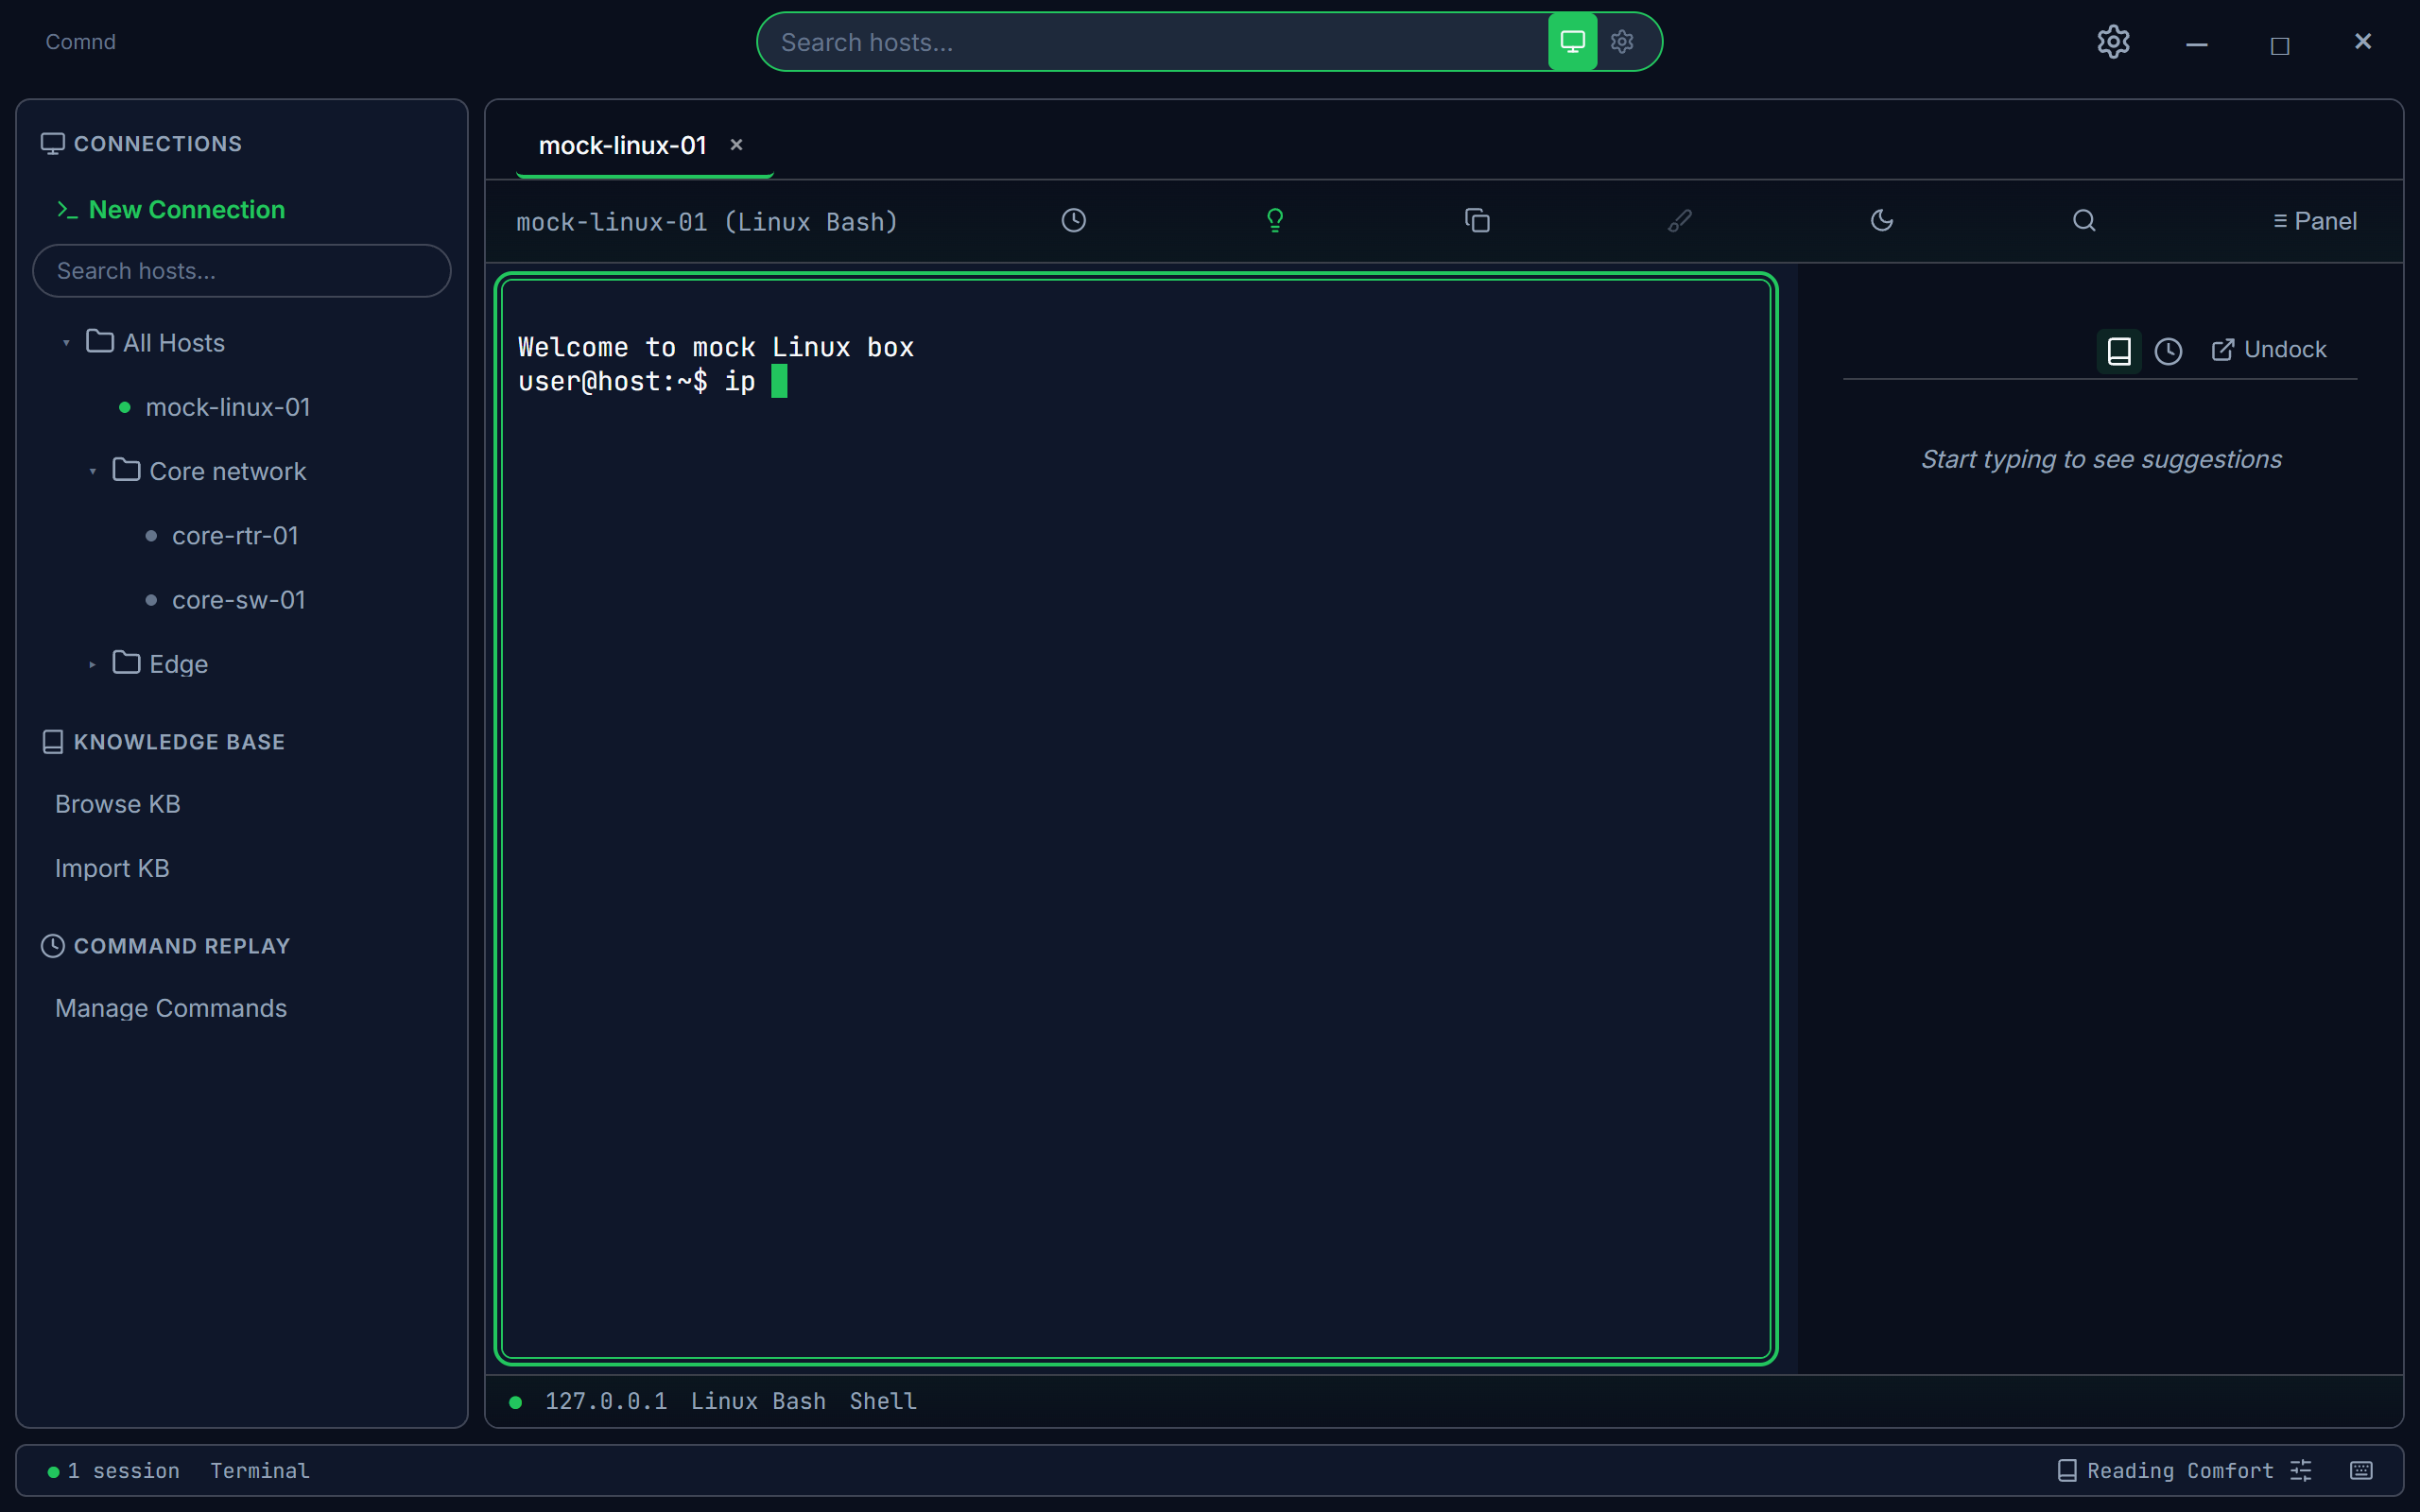 Comnd
Search hosts...
CONNECTIONS
New Connection
Search hosts...
All Hosts
mock-linux-01
Core network
core-rtr-01
core-sw-01
Edge
KNOWLEDGE BASE
Browse KB
Import KB
COMMAND REPLAY
Manage Commands
mock-linux-01
mock-linux-01 (Linux Bash)
Panel
Welcome to mock Linux box
user@host:~$ ip
Undock
Start typing to see suggestions
127.0.0.1 Linux Bash Shell
1 session Terminal
Reading Comfort